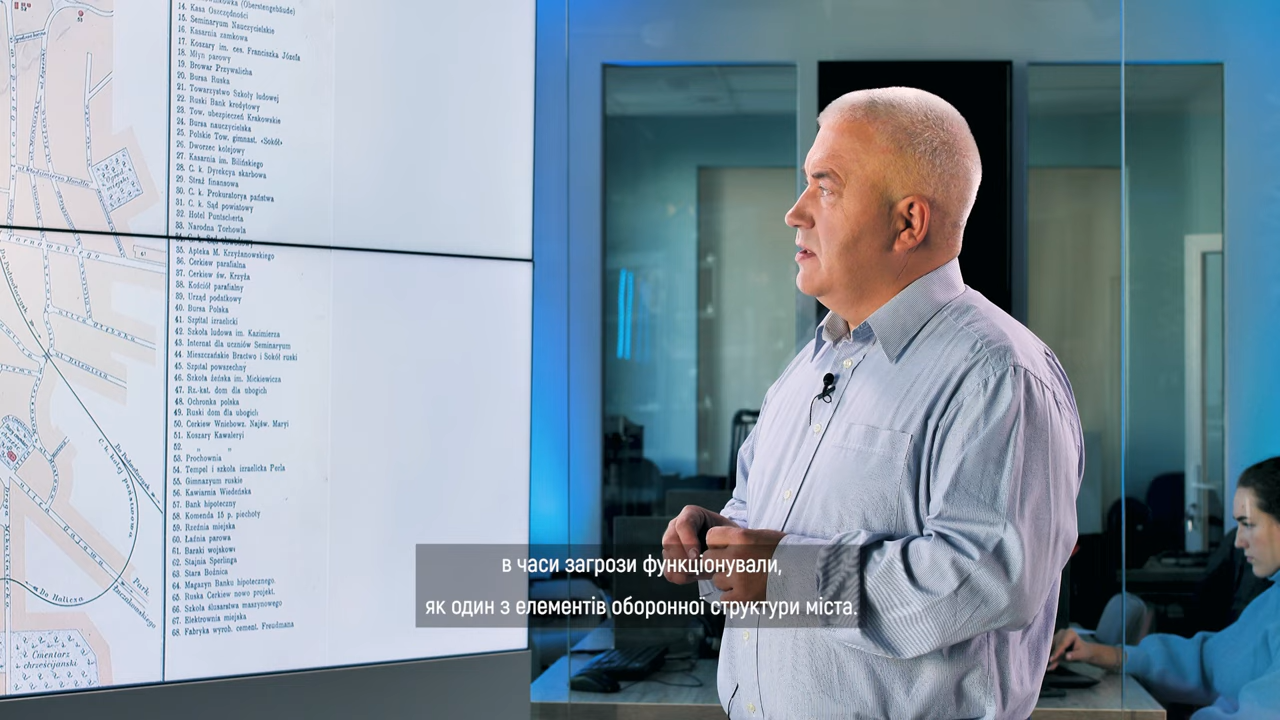 14. Kasa Oszczędności
15. Seminaryum Nauczycielskie
16. Kasarnia zamkowa
17. Koszary im. ces. Franciszka Józefa
18. Młyn parowy
19. Browar Przywalicha
20. Bursa Ruska
21. Towarzystwo Szkoły ludowej
22. Ruski Bank kredytowy
23. Tow. ubezpieczeń Krakowskie
24. Bursa nauczycielska
25. Polskie Tow. gimnast. «Sokół»
26. Dworzec kolejowy
27. Kasarnia im. Bilińskiego
28. C. k. Dyrekcya skarbowa
29. Straż finansowa
30. C. k. Prokuratorya państwa
31. C. k. Sąd powiatowy
32. Hotel Puntscherta
33. Narodna Torhowla
35. Apteka M. Krzyżanowskiego
36. Cerkiew parafialna
37. Cerkiew św. Krzyża
38. Kościół parafialny
39. Urząd podatkowy
40. Bursa Polska
41. Szpital izraelicki
42. Szkoła ludowa im. Kazimierza
43. Internat dla uczniów Seminaryum
44. Mieszczańskie Bractwo i Sokół ruski
45. Szpital powszechny
46. Szkoła żeńska im. Mickiewicza
47. Rz.-kat. dom dla ubogich
48. Ochronka polska
49. Ruski dom dla ubogich
50. Cerkiew Wniebowz. Najśw. Maryi
51. Koszary Kawaleryi
52. „ „
53. Prochownia
54. Tempel i szkoła izraelicka Perla
55. Gimnazyum ruskie
56. Kawiarnia Wiedeńska
57. Bank hipoteczny
58. Komenda 15 p. piechoty
59. Rzeźnia miejska
60. Łaźnia parowa
61. Baraki wojskowe
62. Stajnia Sperlinga
63. Stara Bożnica
64. Magazyn Banku hipotecznego.
65. Ruska Cerkiew nowo projekt.
66. Szkoła ślusarstwa maszynowego
67. Elektrownia miejska
68. Fabryka wyrob. cement. Freudmana
Tarnowskiego
C. k. kolej państwowa
Do Halicza
Park
Cmentarz
chrześcijański
в часи загрози функціонували,
як один з елементів оборонної структури міста.